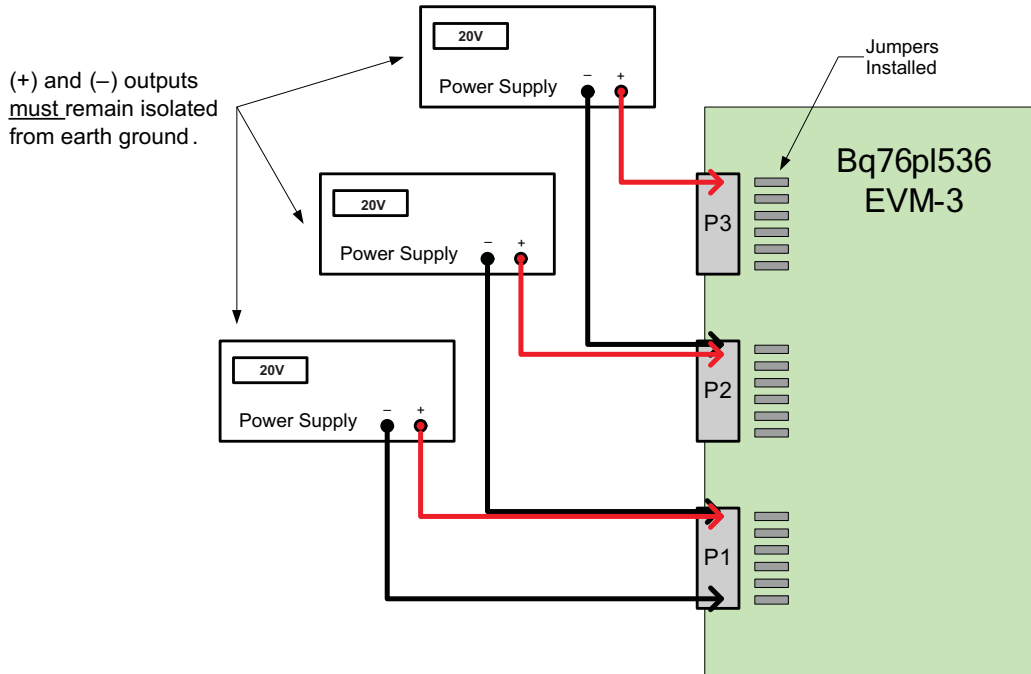 20V
Power Supply
–
+
Jumpers
Installed
(+) and (–) outputs
must remain isolated
from earth ground.
Bq76pl536
EVM-3
20V
Power Supply
–
+
P3
20V
Power Supply
–
+
P2
P1